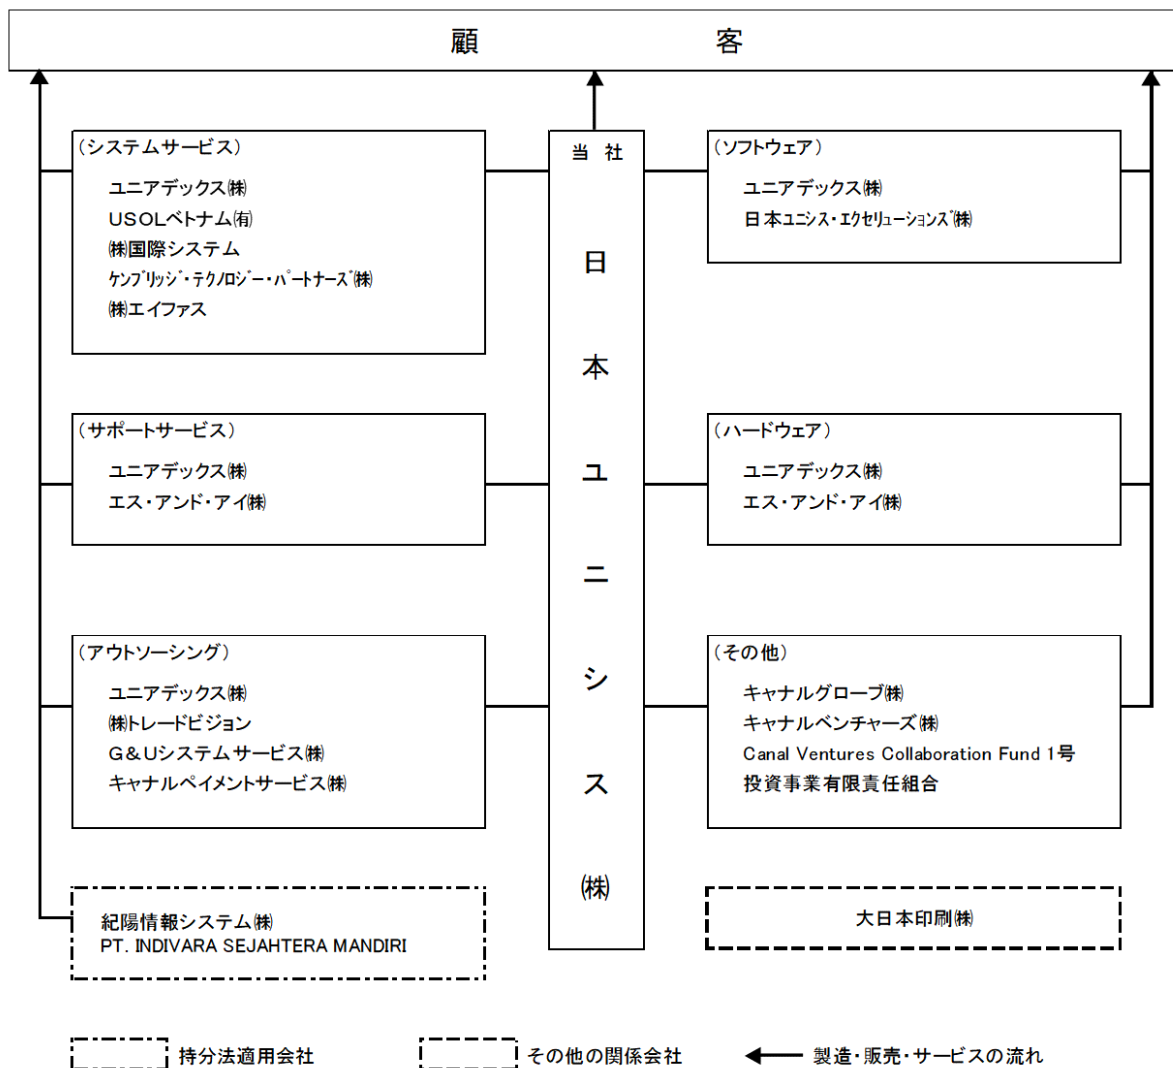 顧客
(システムサービス)
ユニアデックス㈱
USOLベトナム㈲
㈱国際システム
ケンブリッジ・テクノロジー・パートナーズ㈱
㈱エイファス
(サポートサービス)
ユニアデックス㈱
エス・アンド・アイ㈱
(アウトソーシング)
ユニアデックス㈱
㈱トレードビジョン
G&Uシステムサービス㈱
キャナルペイメントサービス㈱
紀陽情報システム㈱
PT. INDIVARA SEJAHTERA MANDIRI
当社
日本ユニシス㈱
(ソフトウェア)
ユニアデックス㈱
日本ユニシス・エクセリューションズ㈱
(ハードウェア)
ユニアデックス㈱
エス・アンド・アイ㈱
(その他)
キャナルグローブ㈱
キャナルベンチャーズ㈱
Canal Ventures Collaboration Fund 1号
投資事業有限責任組合
大日本印刷㈱
持分法適用会社
その他の関係会社
製造・販売・サービスの流れ